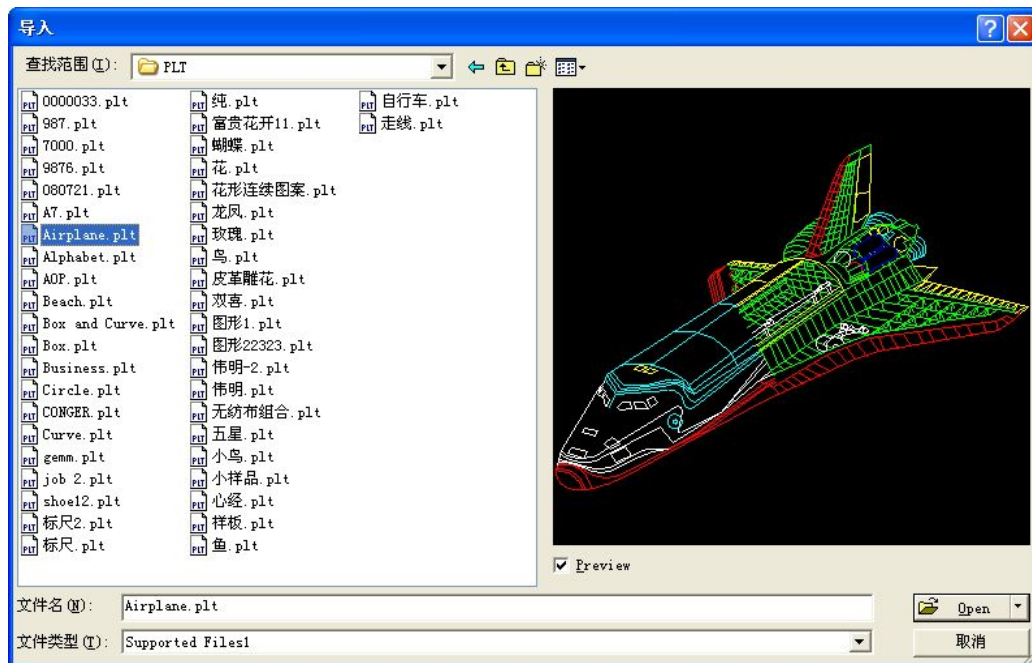 导入
查找范围(I): PLT
0000033.plt
987.plt
7000.plt
9876.plt
080721.plt
A7.plt
Airplane.plt
Alphabet.plt
AOP.plt
Beach.plt
Box and Curve.plt
Box.plt
Business.plt
Circle.plt
CONGER.plt
Curve.plt
gemm.plt
job 2.plt
shoe12.plt
标尺2.plt
标尺.plt
纯.plt
富贵花开11.plt
蝴蝶.plt
花.plt
花形连续图案.plt
龙凤.plt
玫瑰.plt
鸟.plt
皮革雕花.plt
双喜.plt
图形1.plt
图形22323.plt
伟明-2.plt
伟明.plt
无纺布组合.plt
五星.plt
小鸟.plt
小样品.plt
心经.plt
样板.plt
鱼.plt
自行车.plt
走线.plt
Preview
文件名(N): Airplane.plt
Open
文件类型(T): Supported Files1
取消